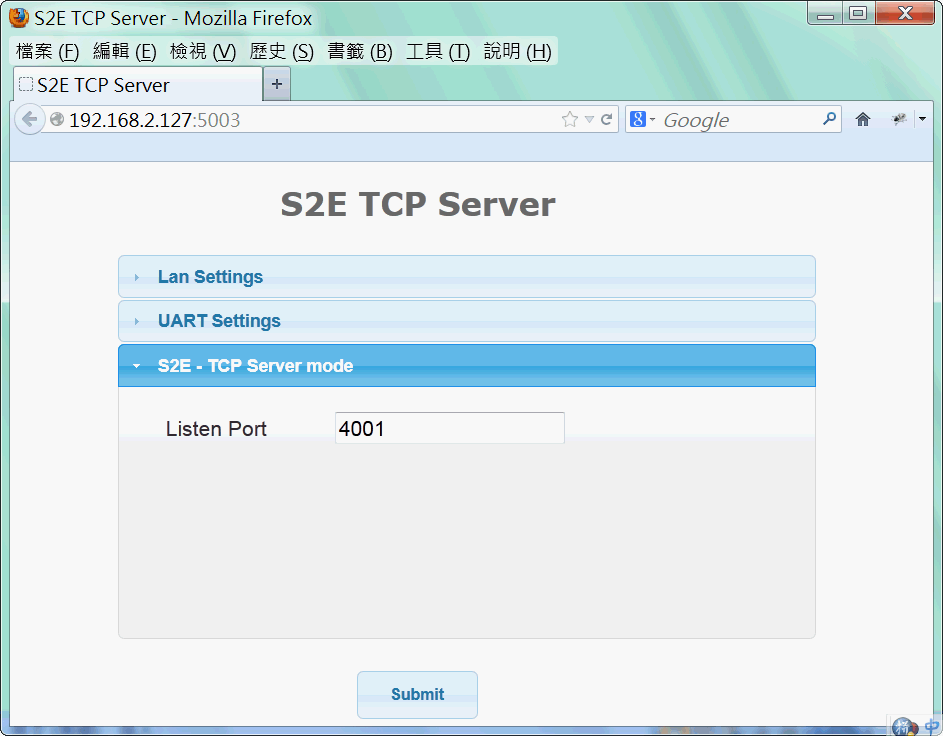 S2E TCP Server - Mozilla Firefox
檔案 (F) 編輯 (E) 檢視 (V) 歷史 (S) 書籤 (B) 工具 (T) 說明 (H)
S2E TCP Server +
192.168.2.127:5003 8 Google
S2E TCP Server
Lan Settings
UART Settings
S2E - TCP Server mode
Listen Port 4001
Submit
中